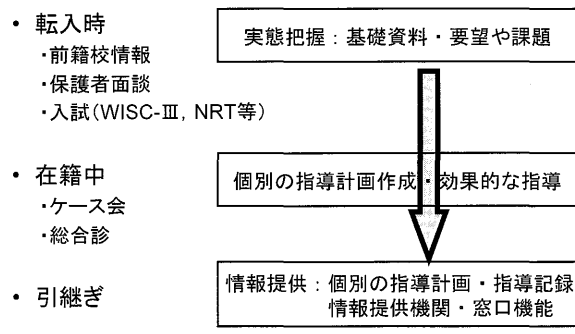 ・ 転入時
・前籍校情報
・保護者面談
・入試(WISC-Ⅲ, NRT等)
実態把握：基礎資料・要望や課題
・ 在籍中
・ケース会
・総合診
個別の指導計画作成・効果的な指導
・ 引継ぎ
情報提供：個別の指導計画・指導記録
情報提供機関・窓口機能